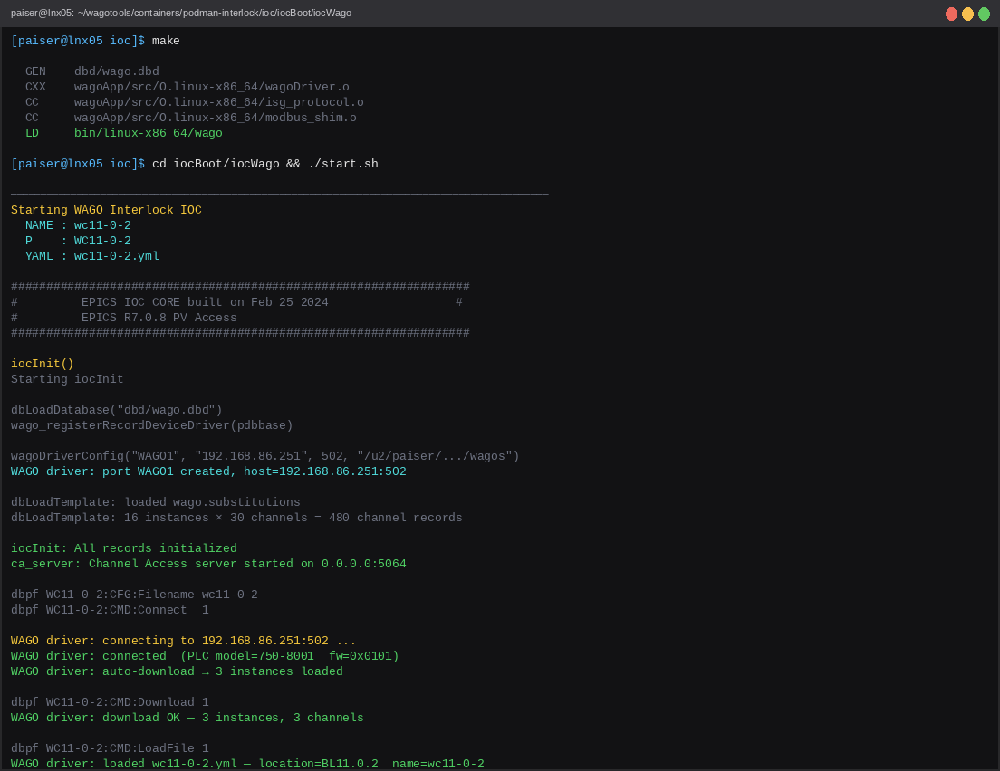 paiser@lnx05: ~/wagotools/containers/podman-interlock/ioc/iocBoot/iocWago
[paiser@lnx05 ioc]$ make
GEN    dbd/wago.dbd
CXX    wagoApp/src/O.linux-x86_64/wagoDriver.o
CC     wagoApp/src/O.linux-x86_64/isg_protocol.o
CC     wagoApp/src/O.linux-x86_64/modbus_shim.o
LD     bin/linux-x86_64/wago
[paiser@lnx05 ioc]$ cd iocBoot/iocWago && ./start.sh
────────────────────────────────────────────────────────────────────────────
Starting WAGO Interlock IOC
NAME : wc11-0-2
P    : WC11-0-2
YAML : wc11-0-2.yml
#################################################################
#         EPICS IOC CORE built on Feb 25 2024                  #
#         EPICS R7.0.8 PV Access
#################################################################
iocInit()
Starting iocInit
dbLoadDatabase("dbd/wago.dbd")
wago_registerRecordDeviceDriver(pdbbase)
wagoDriverConfig("WAGO1", "192.168.86.251", 502, "/u2/paiser/.../wagos")
WAGO driver: port WAGO1 created, host=192.168.86.251:502
dbLoadTemplate: loaded wago.substitutions
dbLoadTemplate: 16 instances × 30 channels = 480 channel records
iocInit: All records initialized
ca_server: Channel Access server started on 0.0.0.0:5064
dbpf WC11-0-2:CFG:Filename wc11-0-2
dbpf WC11-0-2:CMD:Connect  1
WAGO driver: connecting to 192.168.86.251:502 ...
WAGO driver: connected  (PLC model=750-8001  fw=0x0101)
WAGO driver: auto-download → 3 instances loaded
dbpf WC11-0-2:CMD:Download 1
WAGO driver: download OK — 3 instances, 3 channels
dbpf WC11-0-2:CMD:LoadFile 1
WAGO driver: loaded wc11-0-2.yml — location=BL11.0.2  name=wc11-0-2